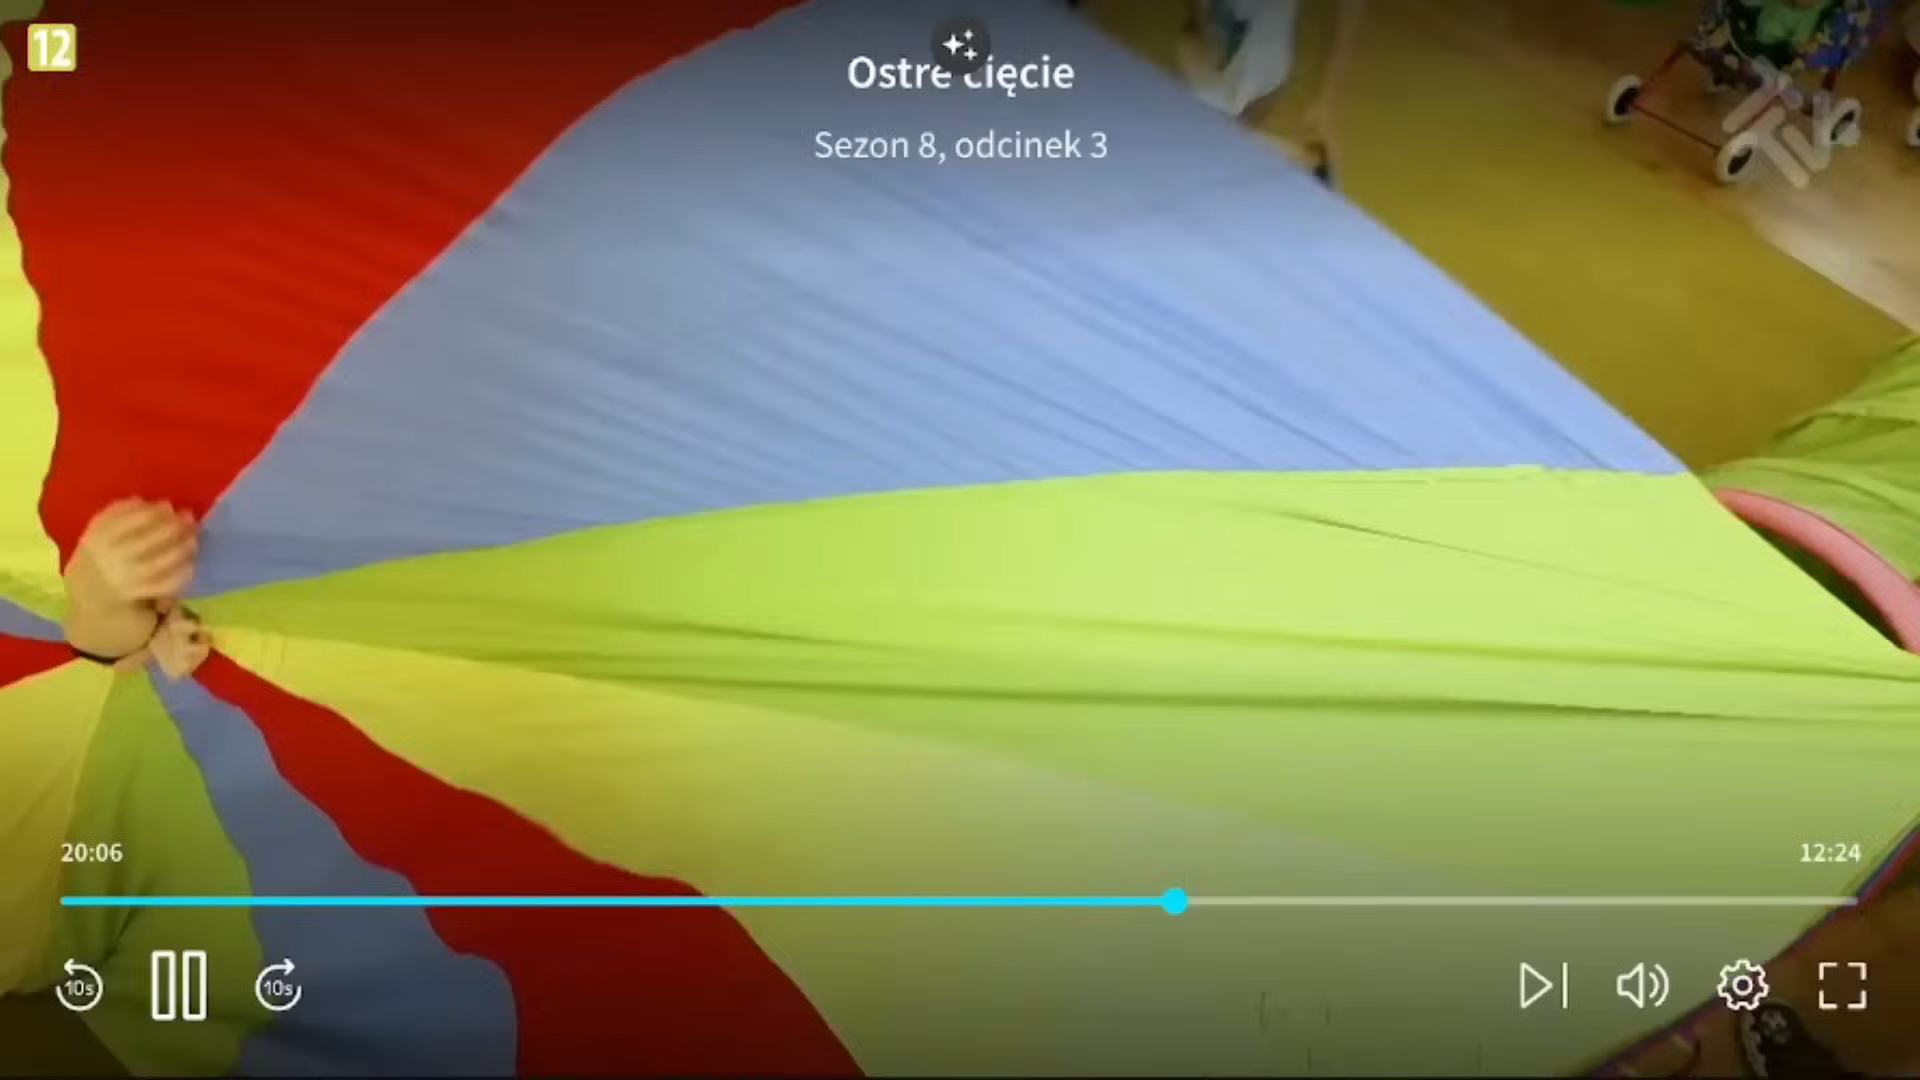 12
Ostre cięcie
Sezon 8, odcinek 3
20:06
12:24
10s
10s